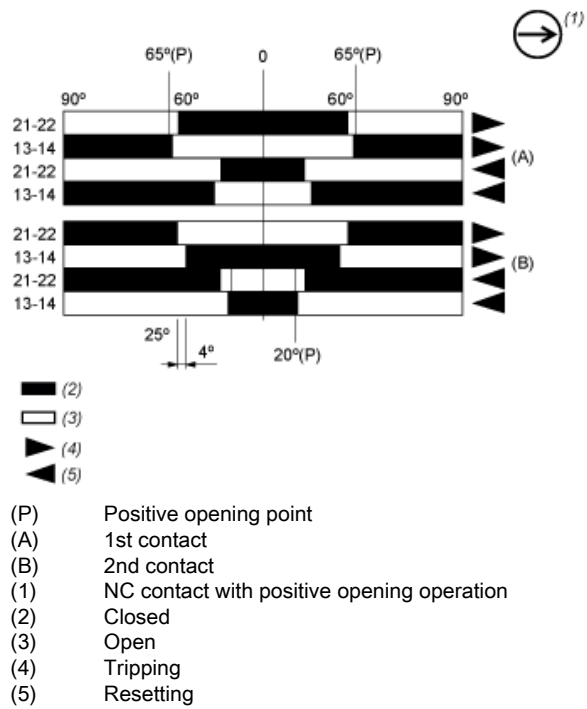 (1)
65º(P) 0 65º(P)
90º 60º 60º 90º
21-22
13-14
(A)
21-22
13-14
21-22
13-14
(B)
21-22
13-14
25º
4º
20º(P)
(2)
(3)
(4)
(5)
(P) Positive opening point
(A) 1st contact
(B) 2nd contact
(1) NC contact with positive opening operation
(2) Closed
(3) Open
(4) Tripping
(5) Resetting